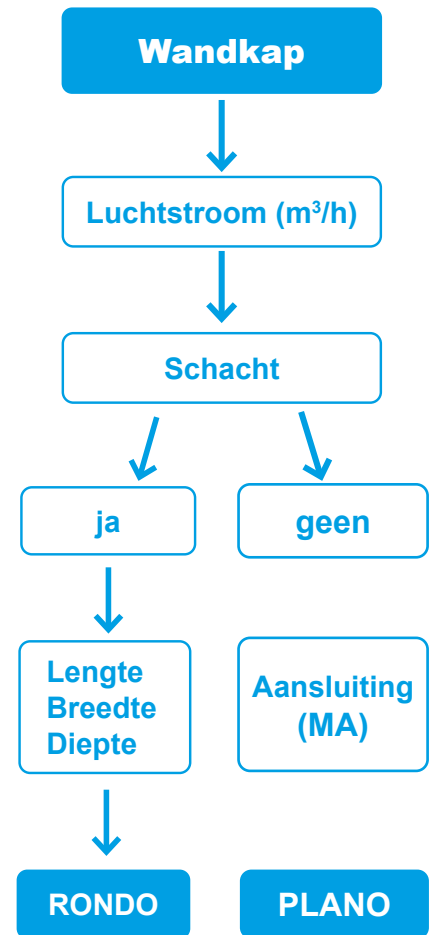 Wandkap
Luchtstroom (m³/h)
Schacht
ja
geen
Lengte
Breedte
Diepte
Aansluiting
(MA)
RONDO
PLANO